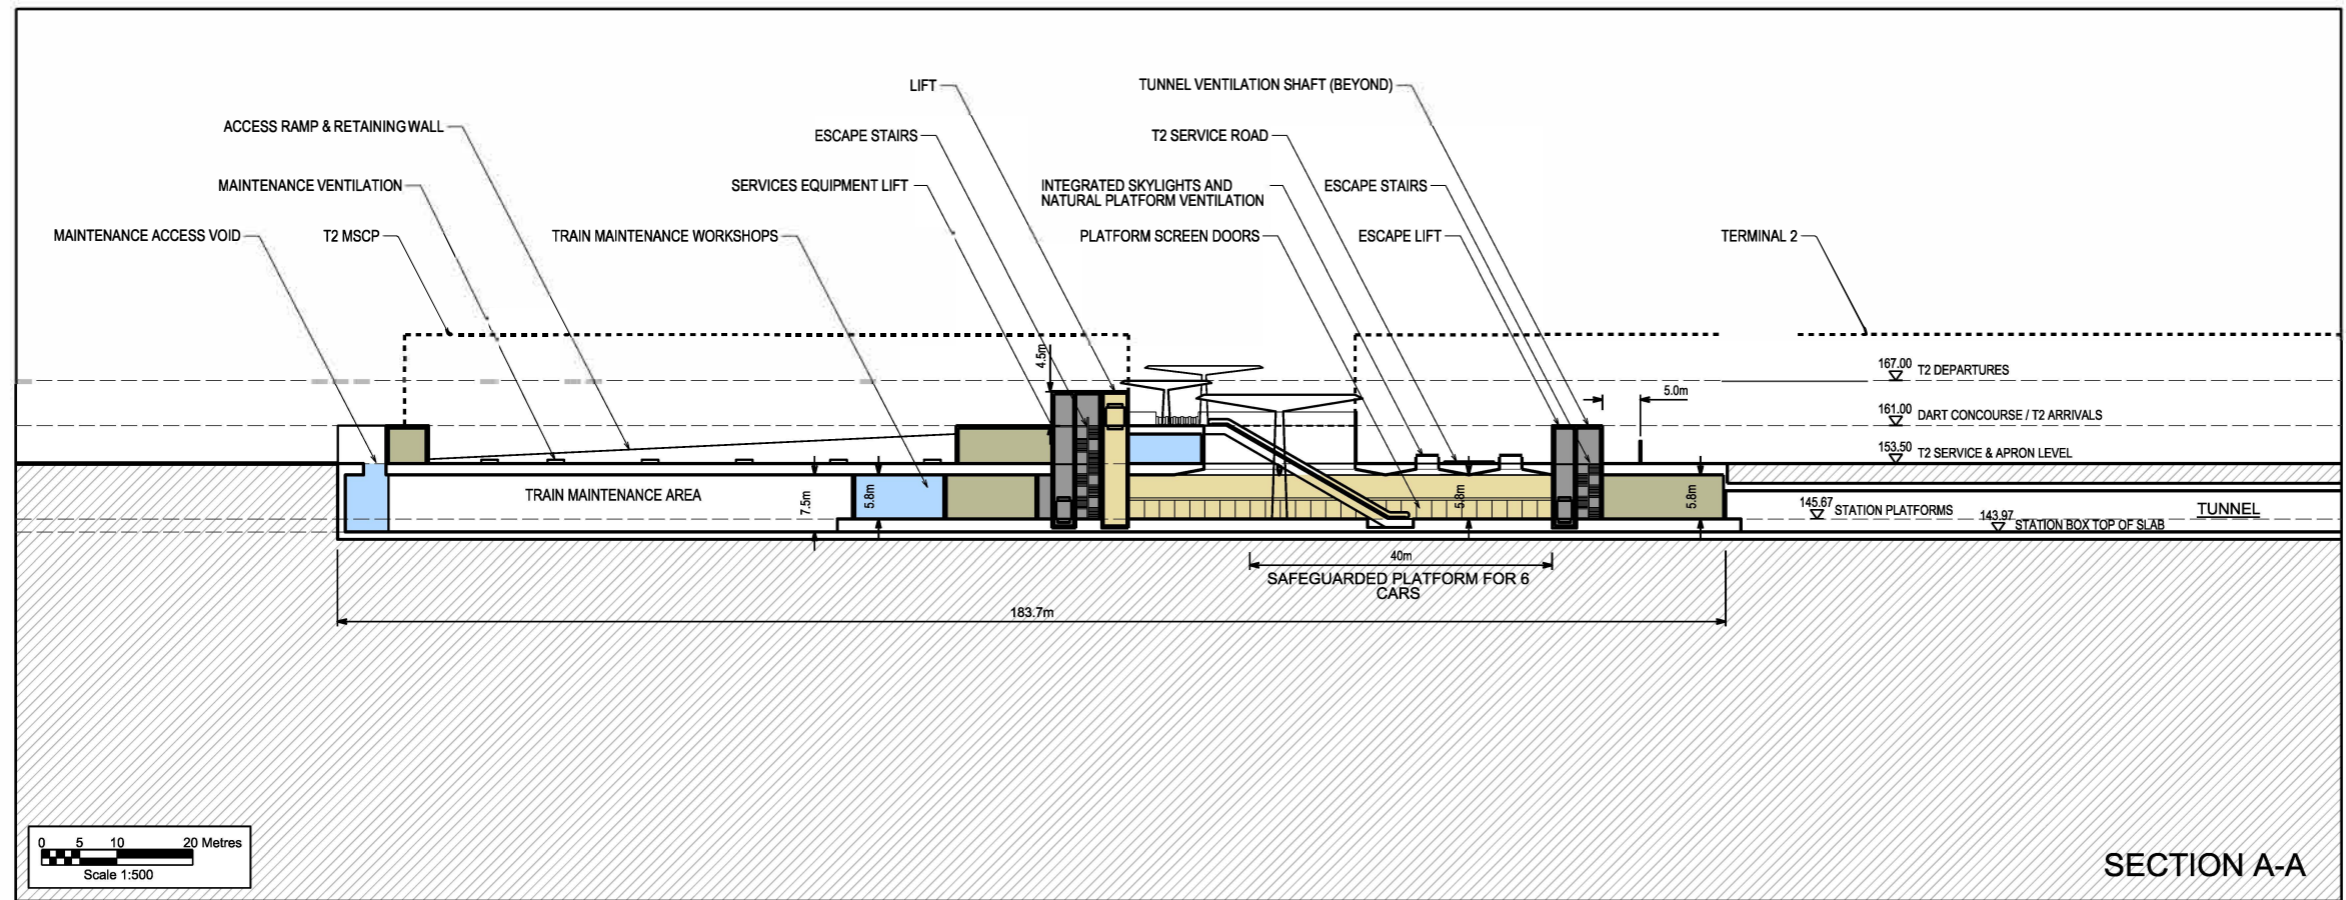 LIFT
TUNNEL VENTILATION SHAFT (BEYOND)
ACCESS RAMP & RETAINING WALL
ESCAPE STAIRS
T2 SERVICE ROAD
MAINTENANCE VENTILATION
SERVICES EQUIPMENT LIFT
INTEGRATED SKYLIGHTS AND
NATURAL PLATFORM VENTILATION
ESCAPE STAIRS
MAINTENANCE ACCESS VOID
T2 MSCP
TRAIN MAINTENANCE WORKSHOPS
PLATFORM SCREEN DOORS
ESCAPE LIFT
TERMINAL 2
4.5m
167.00 T2 DEPARTURES
5.0m
161.00 DART CONCOURSE / T2 ARRIVALS
153.50 T2 SERVICE & APRON LEVEL
TRAIN MAINTENANCE AREA
7.5m
5.8m
5.8m
5.8m
145.67 STATION PLATFORMS
143.97 STATION BOX TOP OF SLAB
TUNNEL
40m
SAFEGUARDED PLATFORM FOR 6
CARS
183.7m
0 5 10 20 Metres
Scale 1:500
SECTION A-A